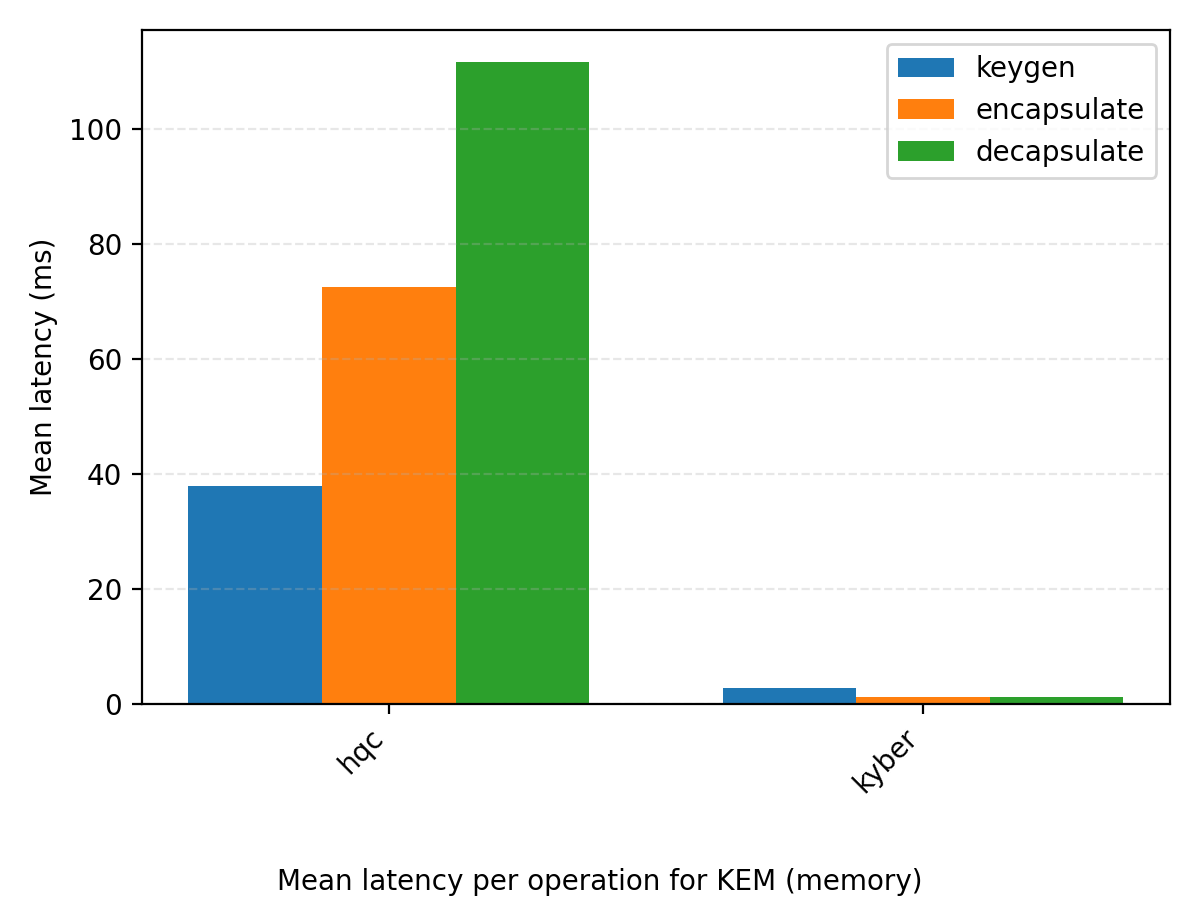 keygen
encapsulate
decapsulate
Mean latency (ms)
100
80
60
40
20
0
hqc
kyber
Mean latency per operation for KEM (memory)